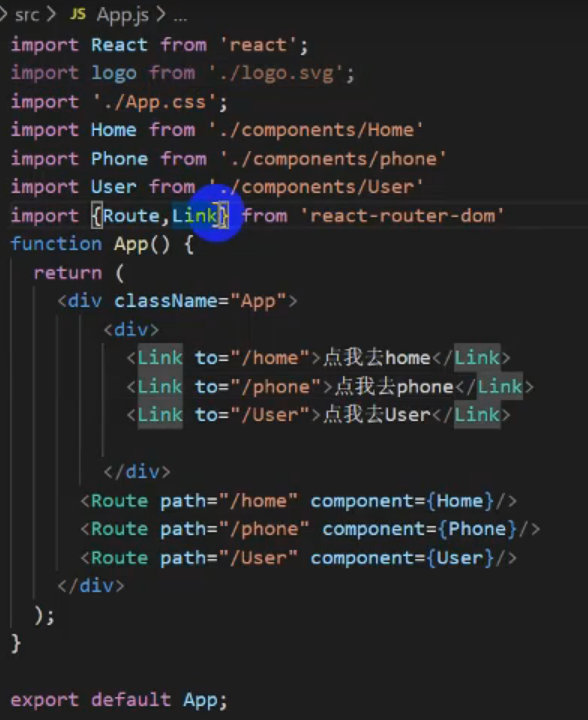 > src > JS App.js > ...
import React from 'react';
import logo from './logo.svg';
import './App.css';
import Home from './components/Home'
import Phone from './components/phone'
import User from './components/User'
import {Route,Link} from 'react-router-dom'
function App() {
  return (
    <div className="App">
        <div>
          <Link to="/home">点我去home</Link>
          <Link to="/phone">点我去phone</Link>
          <Link to="/User">点我去User</Link>
        </div>
      <Route path="/home" component={Home}/>
      <Route path="/phone" component={Phone}/>
      <Route path="/User" component={User}/>
    </div>
  );
}
export default App;